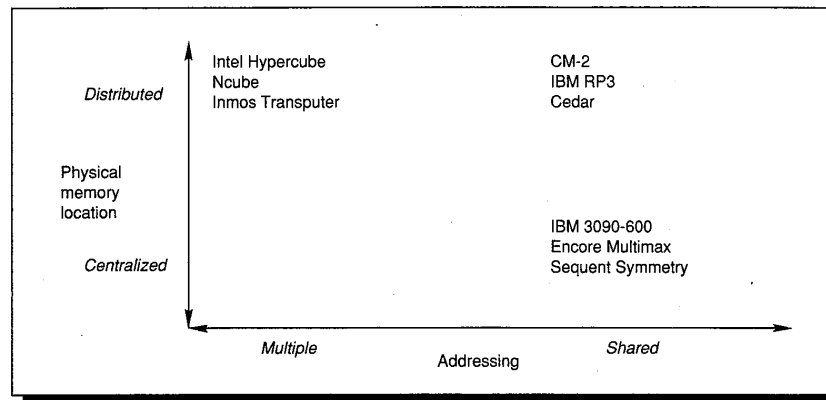 Intel Hypercube
Ncube
Inmos Transputer
CM-2
IBM RP3
Cedar
Distributed
Physical
memory
location
IBM 3090-600
Encore Multimax
Sequent Symmetry
Centralized
Multiple
Addressing
Shared